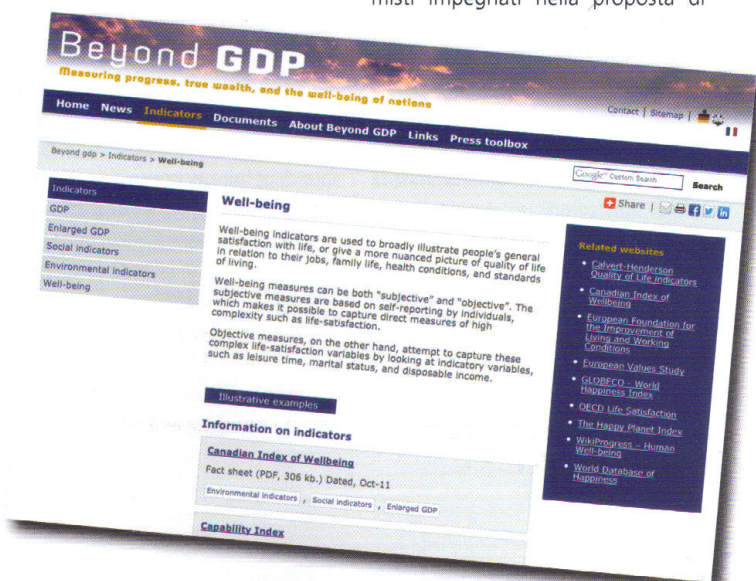 misti impegnati nella proposta di
Beyond GDP
Measuring progress, true wealth, and the well-being of nations
Contact | Sitemap |
Home News Indicators Documents About Beyond GDP Links Press toolbox
Google™ Custom Search Search
Beyond gdp > Indicators > Well-being
Share |
Indicators
GDP
Enlarged GDP
Social indicators
Environmental indicators
Well-being
Well-being
Well-being indicators are used to broadly illustrate people's general
satisfaction with life, or give a more nuanced picture of quality of life
in relation to their jobs, family life, health conditions, and standards
of living.
Well-being measures can be both "subjective" and "objective". The
subjective measures are based on self-reporting by individuals,
which makes it possible to capture direct measures of high
complexity such as life-satisfaction.
Objective measures, on the other hand, attempt to capture these
complex life-satisfaction variables by looking at indicatory variables,
such as leisure time, marital status, and disposable income.
Illustrative examples
Information on indicators
Canadian Index of Wellbeing
Fact sheet (PDF, 306 kb.) Dated, Oct-11
Environmental indicators , Social indicators , Enlarged GDP
Capability Index
Related websites
• Calvert-Henderson
Quality of Life indicators
• Canadian Index of
Wellbeing
• European Foundation for
the Improvement of
Living and Working
Conditions
• European Values Study
• GLOBECO - World
Happiness Index
• OECD Life Satisfaction
• The Happy Planet Index
• WikiProgress – Human
Well-being
• World Database of
Happiness